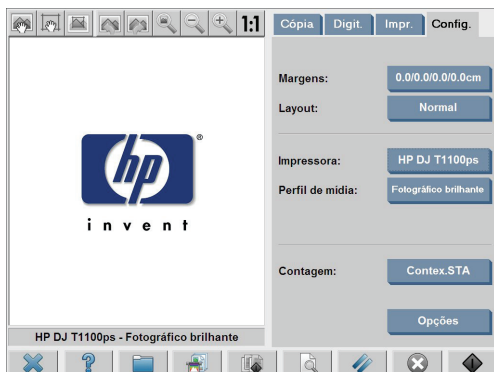 1:1
Cópia Digit. Impr. Config.
Margens: 0.0/0.0/0.0/0.0cm
Layout: Normal
hp ®
invent
Impressora: HP DJ T1100ps
Perfil de mídia: Fotográfico brilhante
Contagem: Contex.STA
Opções
HP DJ T1100ps - Fotográfico brilhante
?